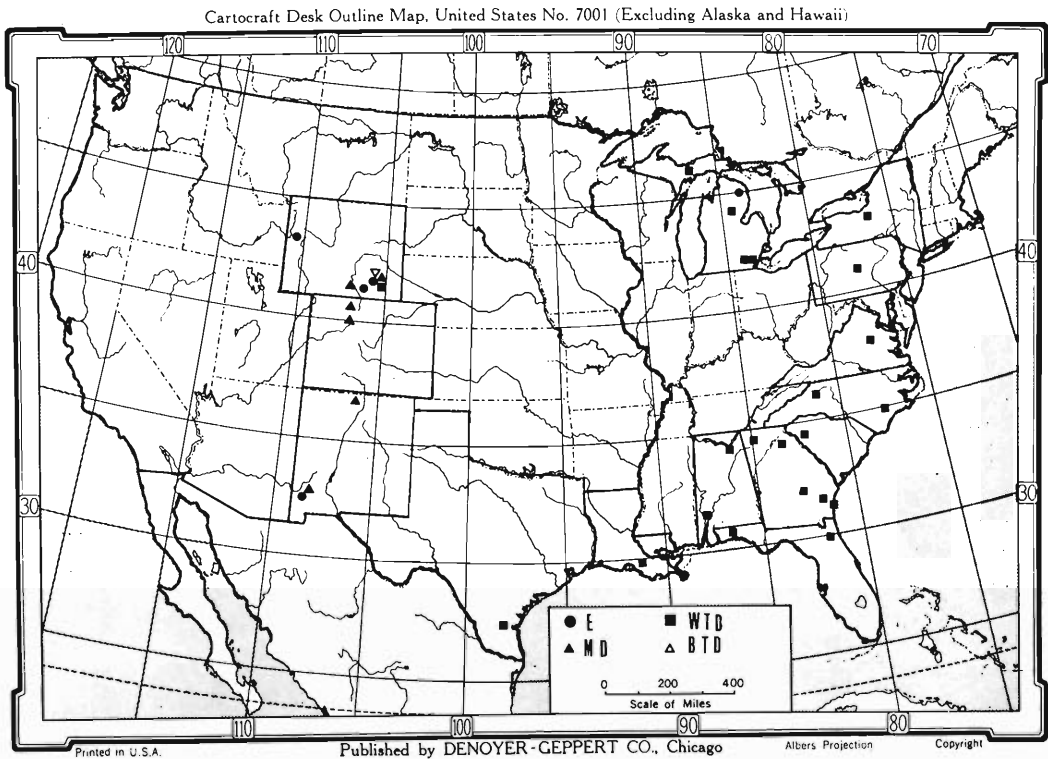 Cartocraft Desk Outline Map, United States No. 7001 (Excluding Alaska and Hawaii)
120 110 100 90 80 70
40 40
30 30
● E ■ WTD
▲ MD △ BTD
0 200 400
Scale of Miles
110 100 90 80
Printed in U.S.A. Published by DENOYER-GEPPERT CO., Chicago Albers Projection Copyright